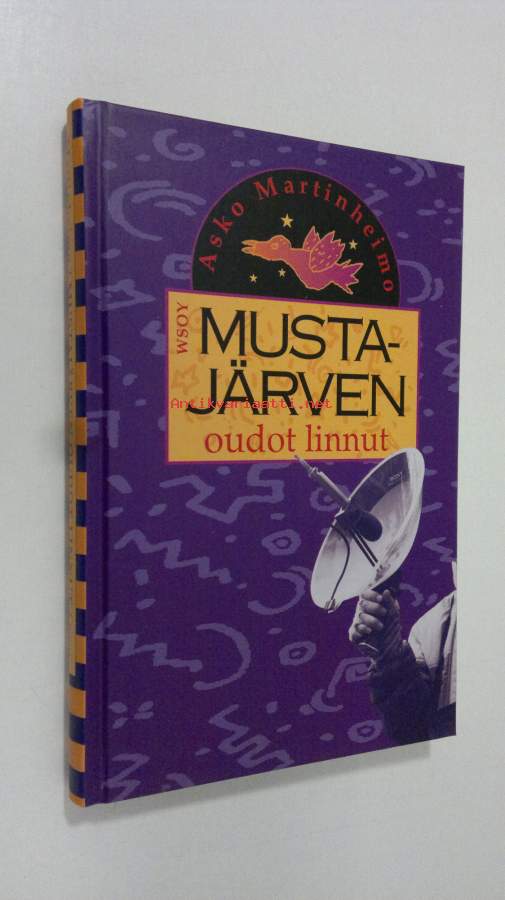 Asko Martinheimo
WSOY
MUSTA-
JÄRVEN
Antikvariaatti.net
oudot linnut